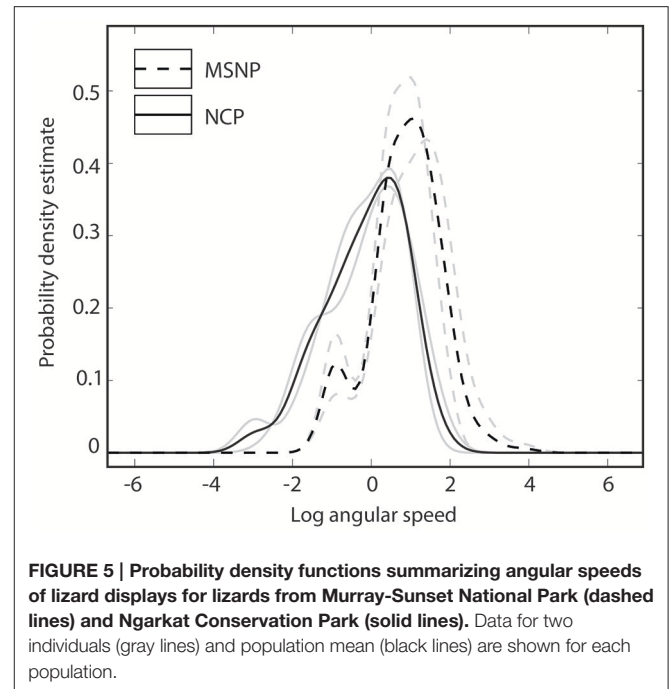 MSNP
NCP
Probability density estimate
0.5
0.4
0.3
0.2
0.1
0
-6 -4 -2 0 2 4 6
Log angular speed
FIGURE 5 | Probability density functions summarizing angular speeds
of lizard displays for lizards from Murray-Sunset National Park (dashed
lines) and Ngarkat Conservation Park (solid lines). Data for two
individuals (gray lines) and population mean (black lines) are shown for each
population.